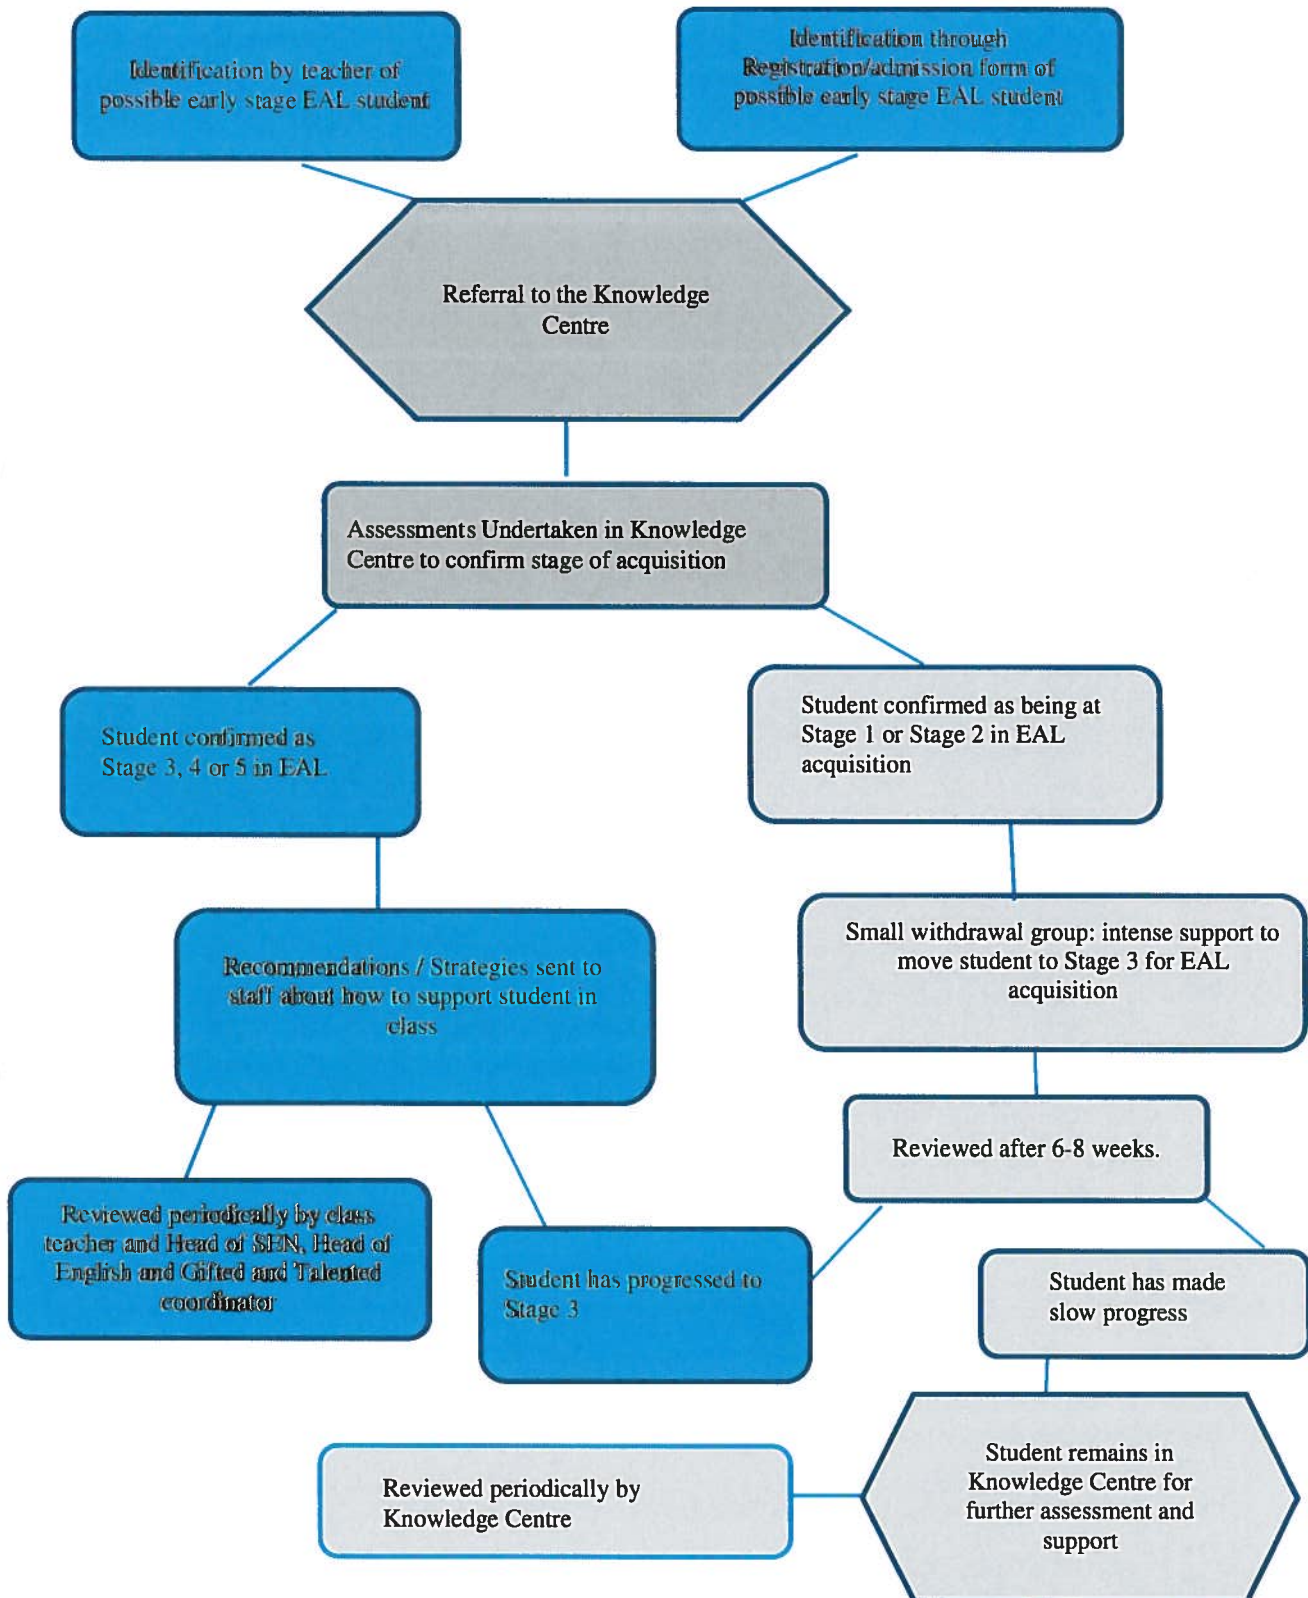 Identification by teacher of
possible early stage EAL student
Identification through
Registration/admission form of
possible early stage EAL student
Referral to the Knowledge
Centre
Assessments Undertaken in Knowledge
Centre to confirm stage of acquisition
Student confirmed as
Stage 3, 4 or 5 in EAL
Student confirmed as being at
Stage 1 or Stage 2 in EAL
acquisition
Recommendations / Strategies sent to
staff about how to support student in
class
Small withdrawal group: intense support to
move student to Stage 3 for EAL
acquisition
Reviewed after 6-8 weeks.
Reviewed periodically by class
teacher and Head of SEN, Head of
English and Gifted and Talented
coordinator
Student has progressed to
Stage 3
Student has made
slow progress
Reviewed periodically by
Knowledge Centre
Student remains in
Knowledge Centre for
further assessment and
support